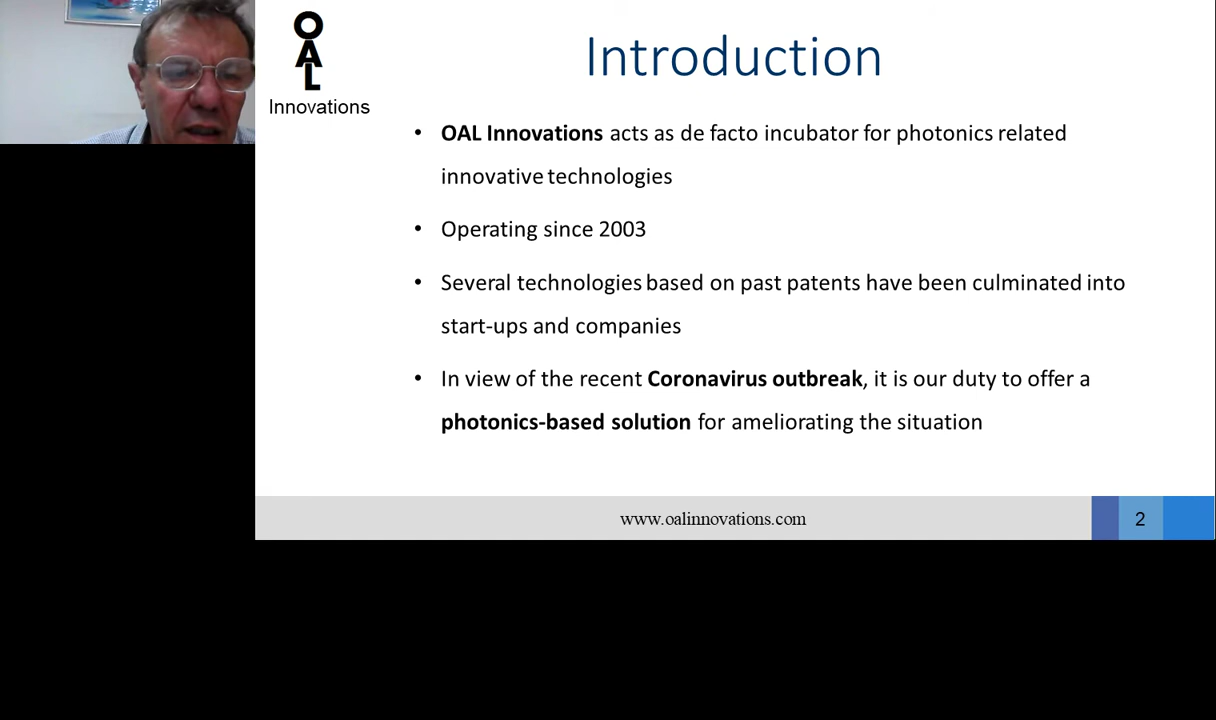 O
A
L
Innovations
Introduction
• OAL Innovations acts as de facto incubator for photonics related
innovative technologies
• Operating since 2003
• Several technologies based on past patents have been culminated into
start-ups and companies
• In view of the recent Coronavirus outbreak, it is our duty to offer a
photonics-based solution for ameliorating the situation
www.oalinnovations.com
2